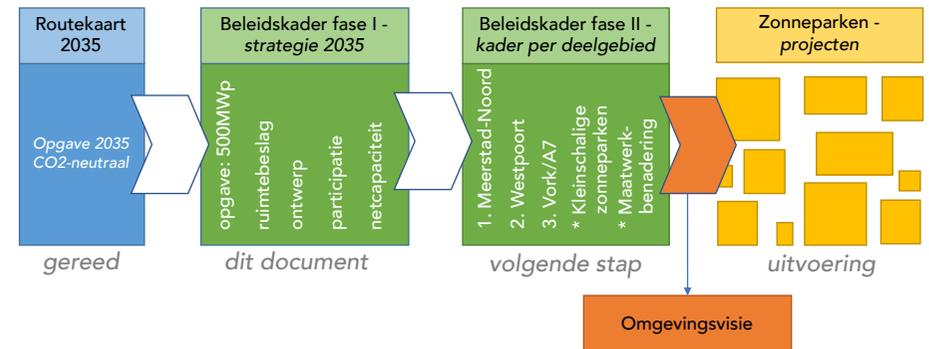 Routekaart
2035
Opgave 2035
CO2-neutraal
gereed
Beleidskader fase I -
strategie 2035
opgave: 500MWp
ruimtebeslag
ontwerp
participatie
netcapaciteit
dit document
Beleidskader fase II -
kader per deelgebied
1. Meerstad-Noord
2. Westpoort
3. Vork/A7
* Kleinschalige
zonneparken
* Maatwerk-
benadering
volgende stap
Zonneparken -
projecten
uitvoering
Omgevingsvisie